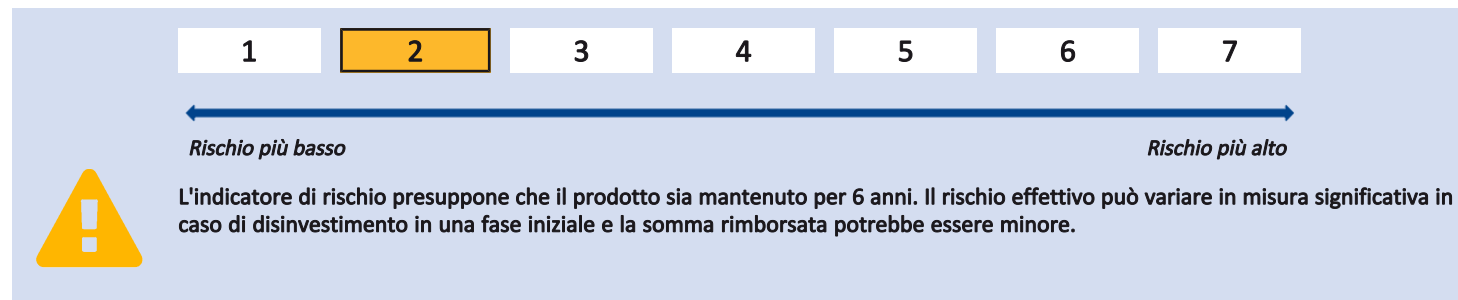 1 2 3 4 5 6 7
Rischio più basso Rischio più alto
L'indicatore di rischio presuppone che il prodotto sia mantenuto per 6 anni. Il rischio effettivo può variare in misura significativa in
caso di disinvestimento in una fase iniziale e la somma rimborsata potrebbe essere minore.